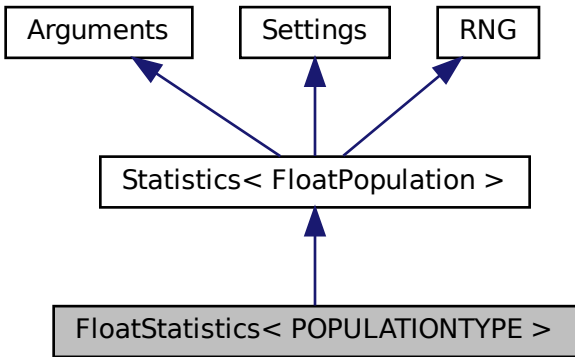 Arguments
Settings
RNG
Statistics< FloatPopulation >
FloatStatistics< POPULATIONTYPE >